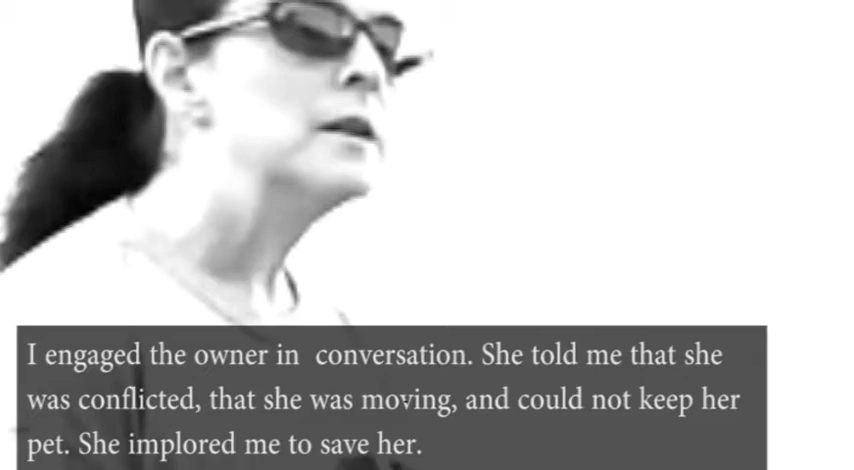 I engaged the owner in  conversation. She told me that she
was conflicted, that she was moving, and could not keep her
pet. She implored me to save her.